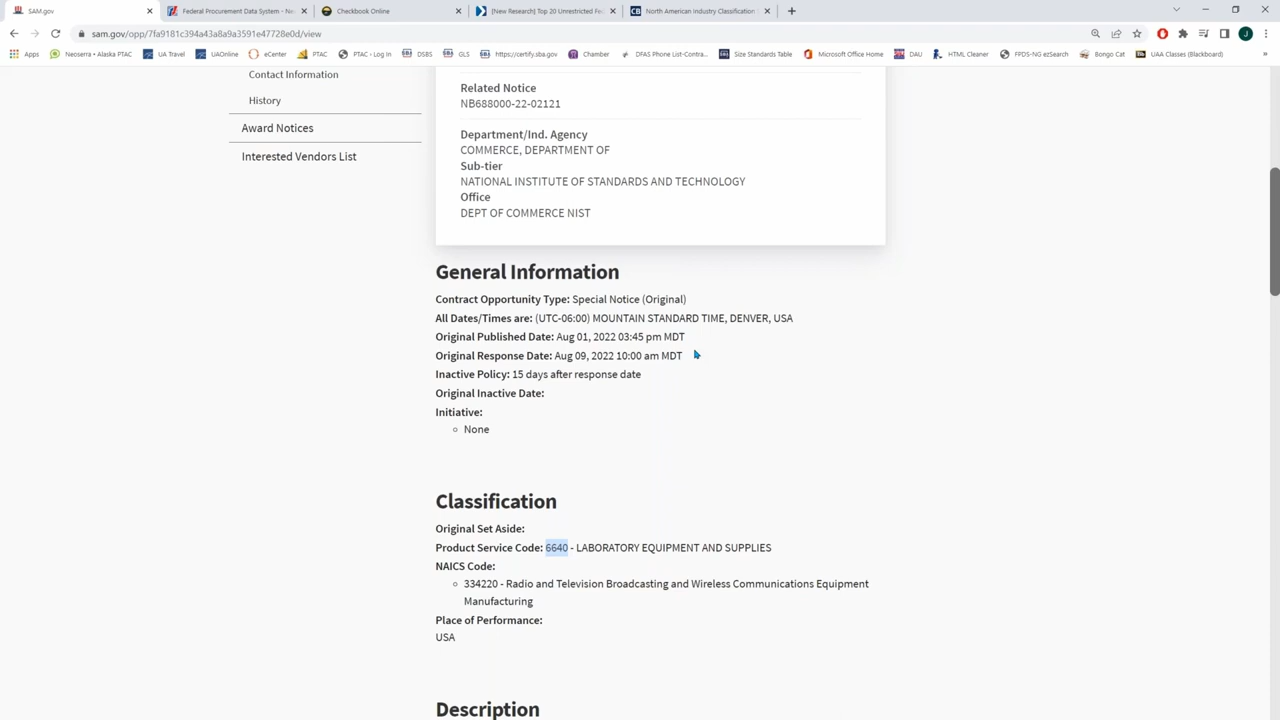 SAM.gov
Federal Procurement Data System - Ne
Checkbook Online
[New Research] Top 20 Unrestricted Fe
North American Industry Classification
sam.gov/opp/7fa9181c394a43a8a9a3591e47728e0d/view
Apps
Neoserra • Alaska PTAC
UA Travel
UAOnline
eCenter
PTAC
PTAC › Log In
DSBS
GLS
https://certify.sba.gov
Chamber
DFAS Phone List-Contra...
Size Standards Table
Microsoft Office Home
DAU
HTML Cleaner
FPDS-NG ezSearch
Bongo Cat
UAA Classes (Blackboard)
Contact Information
History
Award Notices
Interested Vendors List
Related Notice
NB688000-22-02121
Department/Ind. Agency
COMMERCE, DEPARTMENT OF
Sub-tier
NATIONAL INSTITUTE OF STANDARDS AND TECHNOLOGY
Office
DEPT OF COMMERCE NIST
General Information
Contract Opportunity Type: Special Notice (Original)
All Dates/Times are: (UTC-06:00) MOUNTAIN STANDARD TIME, DENVER, USA
Original Published Date: Aug 01, 2022 03:45 pm MDT
Original Response Date: Aug 09, 2022 10:00 am MDT
Inactive Policy: 15 days after response date
Original Inactive Date:
Initiative:
None
Classification
Original Set Aside:
Product Service Code: 6640 - LABORATORY EQUIPMENT AND SUPPLIES
NAICS Code:
334220 - Radio and Television Broadcasting and Wireless Communications Equipment
Manufacturing
Place of Performance:
USA
Description